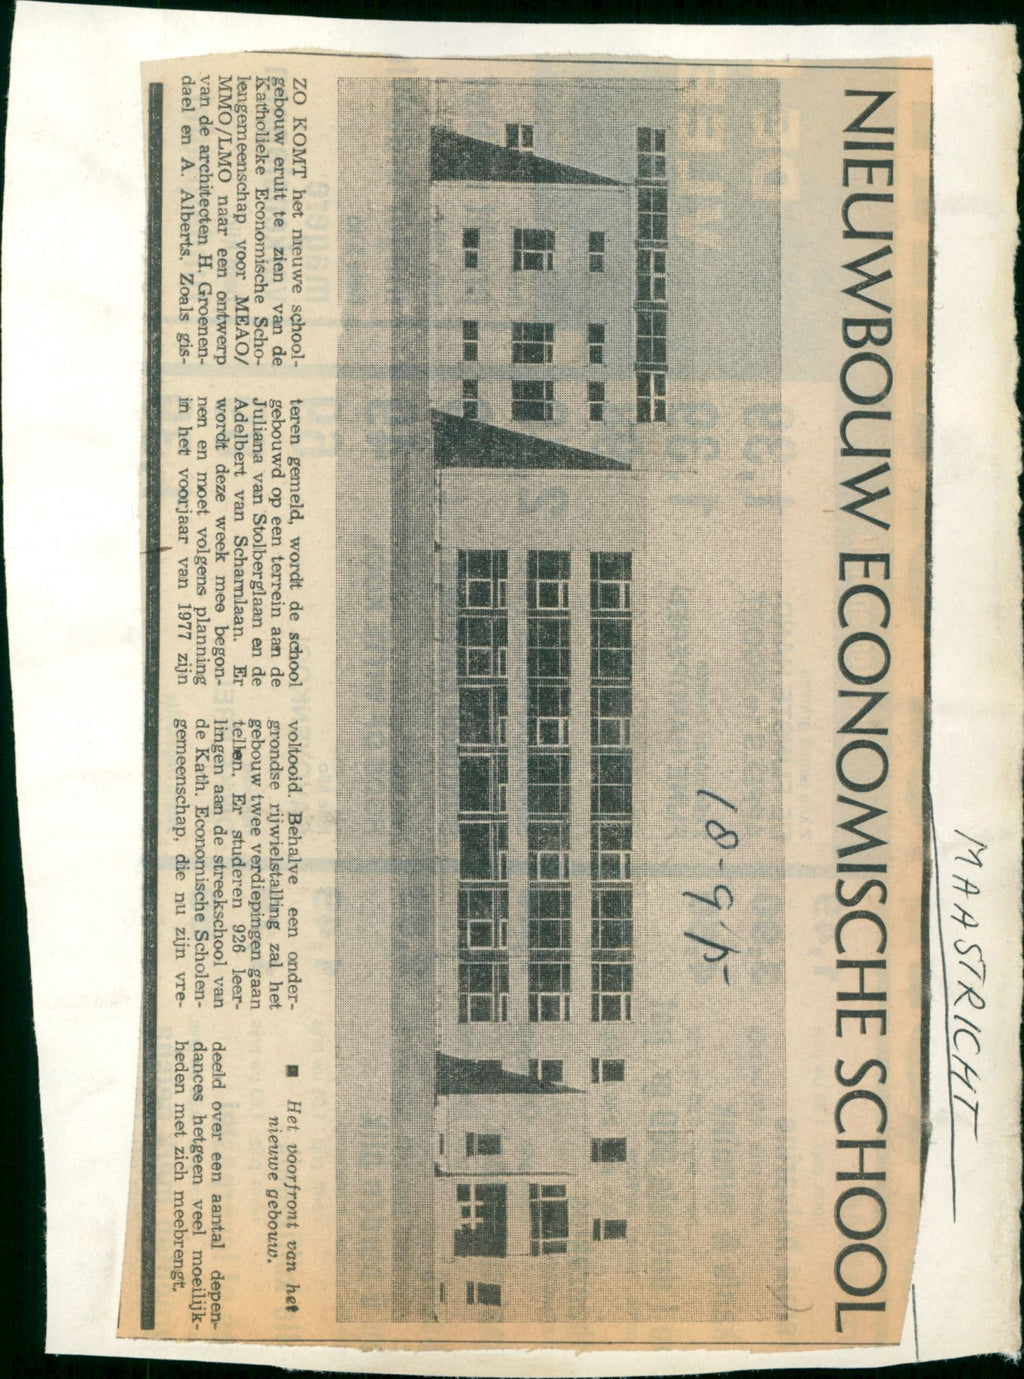 MAASTRICHT
NIEUWBOUW ECONOMISCHE SCHOOL
ZO KOMT het nieuwe school-
gebouw eruit te zien van de
Katholieke Economische Scho-
lengemeenschap voor MEAO/
MMO/LMO naar een ontwerp
van de architecten H. Groenen-
dael en A. Alberts. Zoals gis-
teren gemeld, wordt de school
gebouwd op een terrein aan de
Juliana van Stolberglaan en de
Adelbert van Scharnlaan. Er
wordt deze week mee begon-
nen en moet volgens planning
in het voorjaar van 1977 zijn
voltooid. Behalve een onder-
grondse rijwielstalling zal het
gebouw twee verdiepingen gaan
tellen. Er studeren 926 leer-
lingen aan de streekschool van
de Kath. Economische Scholen-
gemeenschap, die nu zijn vre-
■ Het voorfront van het
nieuwe gebouw.
deeld over een aantal depen-
dances hetgeen veel moeilijk-
heden met zich meebrengt.